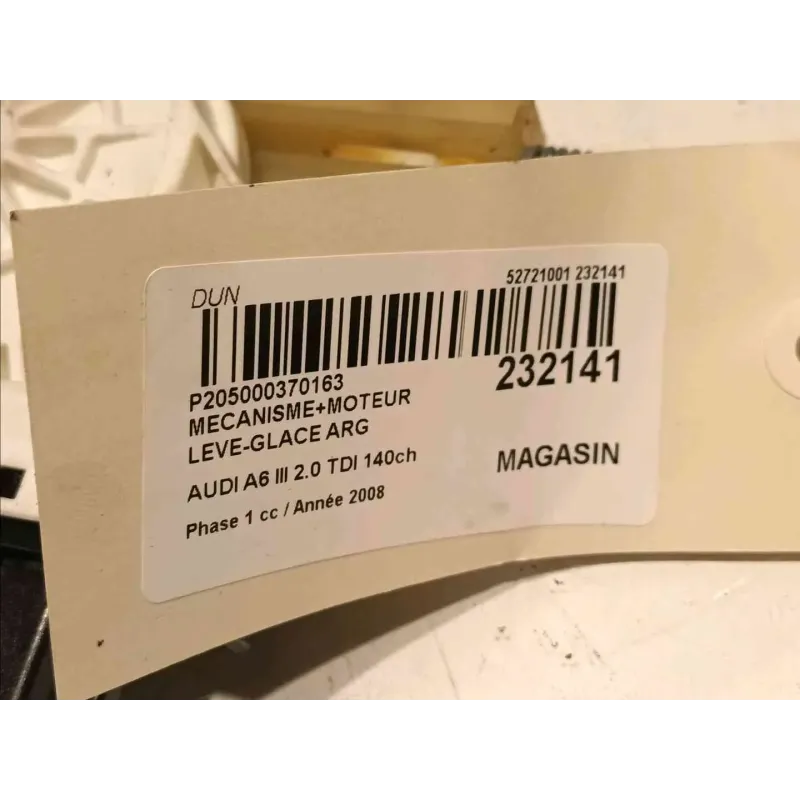 DUN
52721001 232141
P205000370163
232141
MECANISME+MOTEUR
LEVE-GLACE ARG
MAGASIN
AUDI A6 III 2.0 TDI 140ch
Phase 1 cc / Année 2008